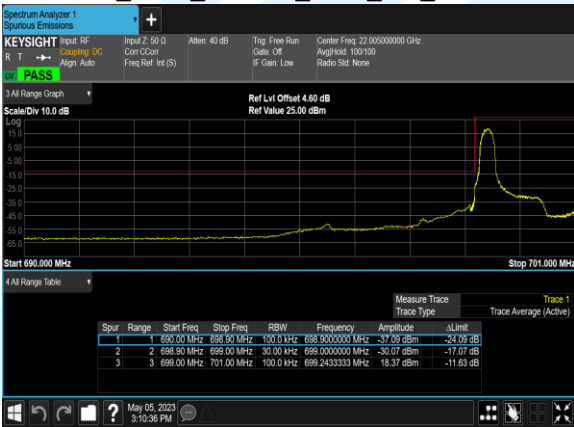 Spectrum Analyzer 1
Spurious Emissions
+
KEYSIGHT Input: RF Input Z: 50 Ω Atten: 40 dB Trig: Free Run Center Freq: 22.005000000 GHz
R T Coupling: DC Corr CCorr Gate: Off Avg|Hold: 100/100
Align: Auto Freq Ref: Int (S) IF Gain: Low Radio Std: None
LXI PASS
3 All Range Graph
Ref Lvl Offset 4.60 dB
Scale/Div 10.0 dB Ref Value 25.00 dBm
Log
15.0
5.00
-5.00
-15.0
-25.0
-35.0
-45.0
-55.0
-65.0
Start 690.000 MHz Stop 701.000 MHz
4 All Range Table
Measure Trace Trace 1
Trace Type Trace Average (Active)
Spur Range Start Freq Stop Freq RBW Frequency Amplitude ΔLimit
1 1 690.00 MHz 698.90 MHz 100.0 kHz 698.9000000 MHz -37.09 dBm -24.09 dB
2 2 698.90 MHz 699.00 MHz 30.00 kHz 699.0000000 MHz -30.07 dBm -17.07 dB
3 3 699.00 MHz 701.00 MHz 100.0 kHz 699.2433333 MHz 18.37 dBm -11.63 dB
? May 05, 2023
3:10:36 PM